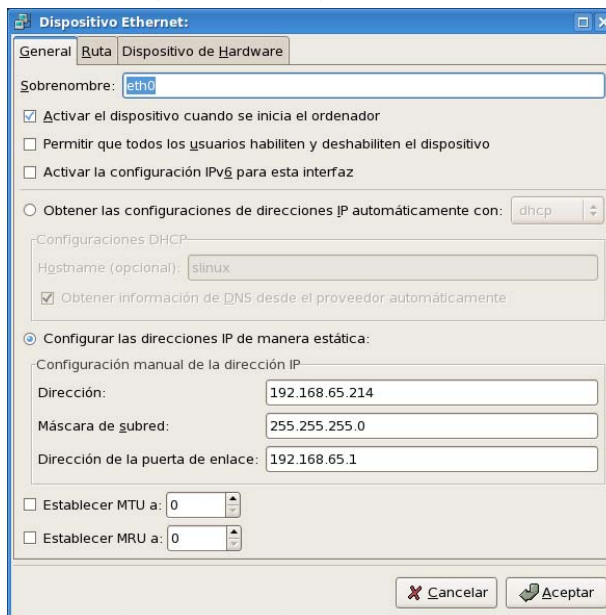 Dispositivo Ethernet:
General Ruta Dispositivo de Hardware
Sobrenombre: eth0
Activar el dispositivo cuando se inicia el ordenador
Permitir que todos los usuarios habiliten y deshabiliten el dispositivo
Activar la configuración IPv6 para esta interfaz
Obtener las configuraciones de direcciones IP automáticamente con: dhcp
Configuraciones DHCP
Hostname (opcional): slinux
Obtener información de DNS desde el proveedor automáticamente
Configurar las direcciones IP de manera estática:
Configuración manual de la dirección IP
Dirección: 192.168.65.214
Máscara de subred: 255.255.255.0
Dirección de la puerta de enlace: 192.168.65.1
Establecer MTU a: 0
Establecer MRU a: 0
Cancelar Aceptar